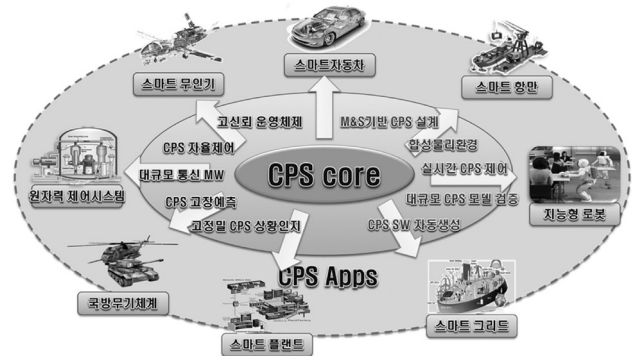 스마트 무인기
스마트자동차
스마트 항만
고신뢰 운영체제
M&S기반 CPS 설계
CPS 자율제어
합성물리환경
대규모 통신 MW
CPS core
실시간 CPS 제어
원자력 제어시스템
CPS 고장예측
대규모 CPS 모델 검증
지능형 로봇
고정밀 CPS 상황인지
CPS SW 자동생성
CPS Apps
국방무기체계
스마트 플랜트
스마트 그리드